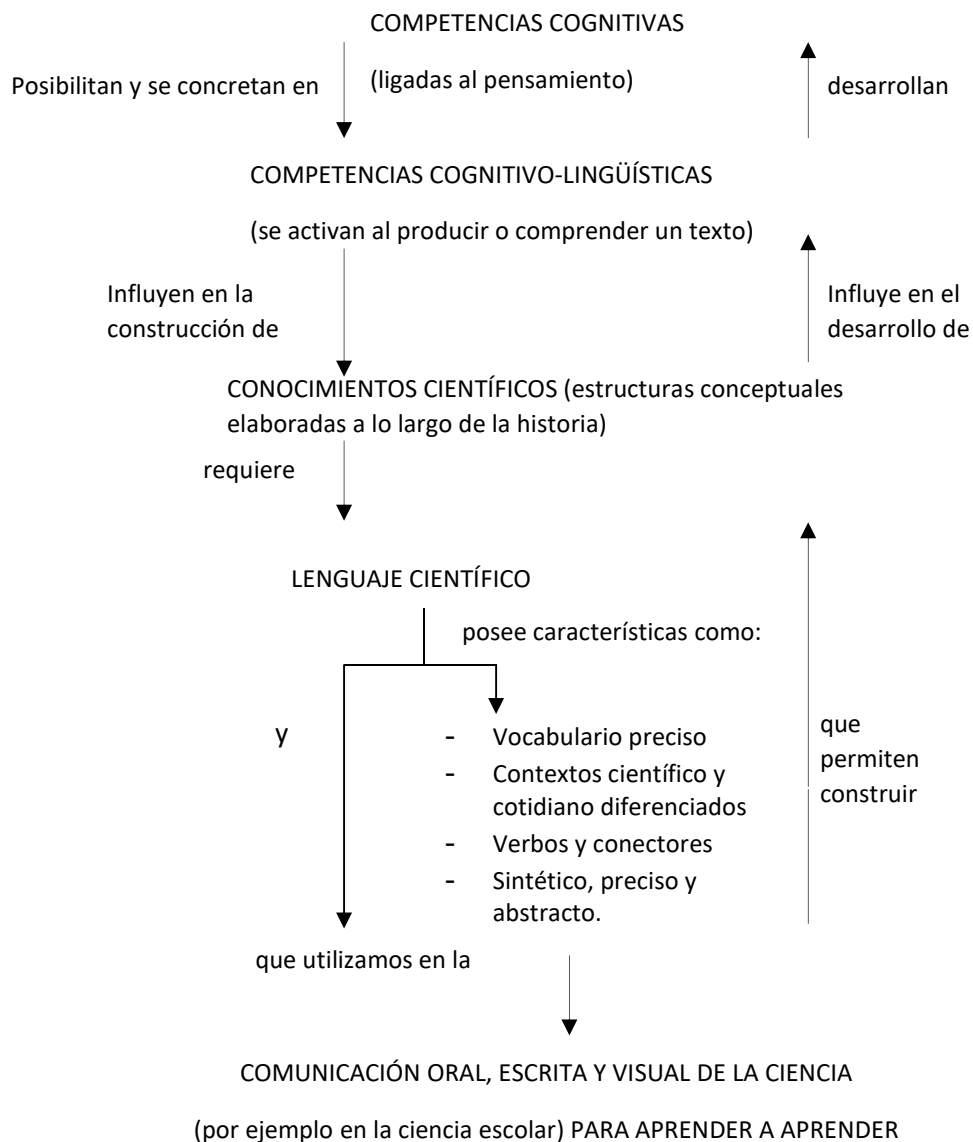 COMPETENCIAS COGNITIVAS
Posibilitan y se concretan en
(ligadas al pensamiento)
desarrollan
COMPETENCIAS COGNITIVO-LINGÜÍSTICAS
(se activan al producir o comprender un texto)
Influyen en la
construcción de
Influye en el
desarrollo de
CONOCIMIENTOS CIENTÍFICOS (estructuras conceptuales
elaboradas a lo largo de la historia)
requiere
LENGUAJE CIENTÍFICO
posee características como:
y
- Vocabulario preciso
- Contextos científico y
cotidiano diferenciados
- Verbos y conectores
- Sintético, preciso y
abstracto.
que
permiten
construir
que utilizamos en la
COMUNICACIÓN ORAL, ESCRITA Y VISUAL DE LA CIENCIA
(por ejemplo en la ciencia escolar) PARA APRENDER A APRENDER